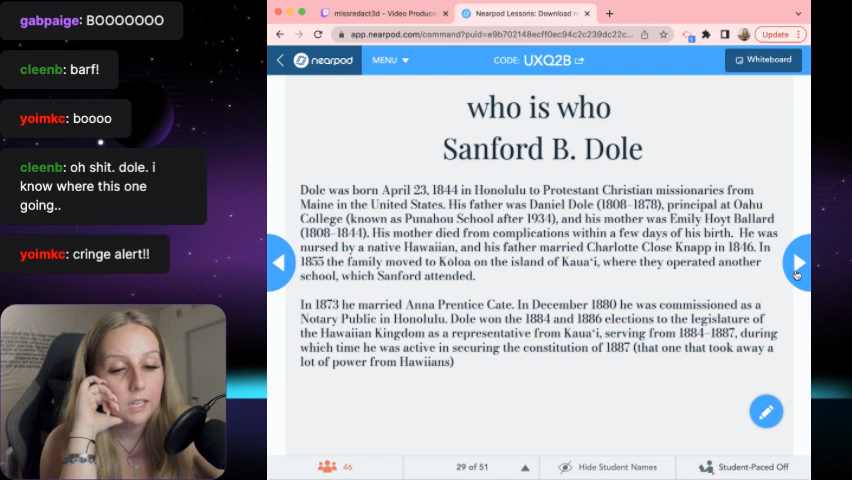 gabpaige: BOOOOOOO
cleenb: barf!
yoimkc: boooo
cleenb: oh shit. dole. i
know where this one
going..
yoimkc: cringe alert!!
missredact3d - Video Produce
Nearpod Lessons: Download r
app.nearpod.com/command?puid=e9b702148ecff0ec94c2c239dc22c...
Update
nearpod
MENU
CODE: UXQ2B
Whiteboard
who is who
Sanford B. Dole
Dole was born April 23, 1844 in Honolulu to Protestant Christian missionaries from
Maine in the United States. His father was Daniel Dole (1808–1878), principal at Oahu
College (known as Punahou School after 1934), and his mother was Emily Hoyt Ballard
(1808–1844). His mother died from complications within a few days of his birth. He was
nursed by a native Hawaiian, and his father married Charlotte Close Knapp in 1846. In
1855 the family moved to Kōloa on the island of Kauaʻi, where they operated another
school, which Sanford attended.
In 1873 he married Anna Prentice Cate. In December 1880 he was commissioned as a
Notary Public in Honolulu. Dole won the 1884 and 1886 elections to the legislature of
the Hawaiian Kingdom as a representative from Kauaʻi, serving from 1884–1887, during
which time he was active in securing the constitution of 1887 (that one that took away a
lot of power from Hawiians)
46
29 of 51
Hide Student Names
Student-Paced Off